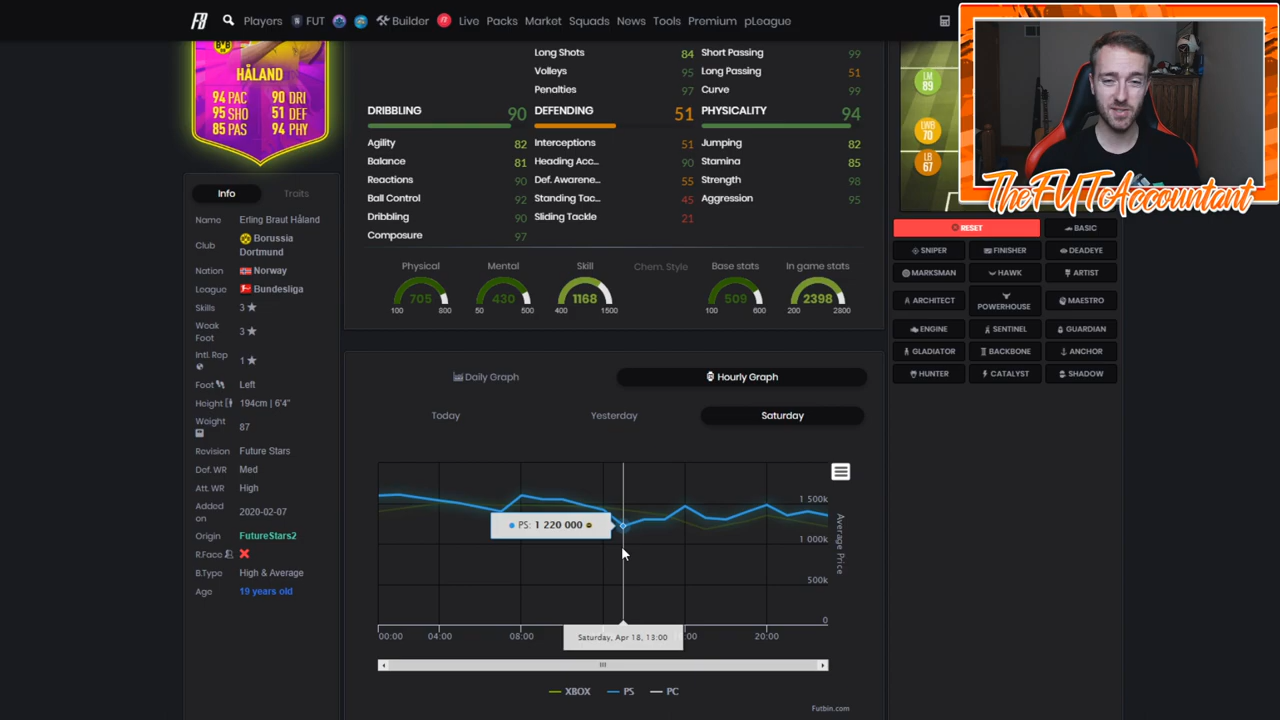 FB Players FUT Builder Live Packs Market Squads News Tools Premium pLeague
HÅLAND
94 PAC 90 DRI
95 SHO 51 DEF
85 PAS 94 PHY
Long Shots 84 Short Passing 99
Volleys 95 Long Passing 51
Penalties 97 Curve 99
DRIBBLING 90 DEFENDING 51 PHYSICALITY 94
Agility 82 Interceptions 51 Jumping 82
Balance 81 Heading Acc... 90 Stamina 85
Reactions 90 Def. Awarene... 55 Strength 98
Ball Control 92 Standing Tac... 45 Aggression 95
Dribbling 90 Sliding Tackle 21
Composure 97
Physical Mental Skill Chem. Style Base stats In game stats
705 430 1168 509 2398
100 800 50 500 400 1500 100 600 200 2800
Info Traits
Name Erling Braut Håland
Club Borussia Dortmund
Nation Norway
League Bundesliga
Skills 3
Weak Foot 3
Intl. Rep 1
Foot Left
Height 194cm | 6'4"
Weight 87
Revision Future Stars
Def. WR Med
Att. WR High
Added on 2020-02-07
Origin FutureStars2
R.Face
B.Type High & Average
Age 19 years old
Daily Graph Hourly Graph
Today Yesterday Saturday
PS: 1 220 000
1 500k
1 000k
500k
0
Average Price
00:00 04:00 08:00 Saturday, Apr 18, 13:00 20:00
XBOX PS PC
Futbin.com
LM
89
LWB
70
LB
67
TheFUTAccountant
RESET BASIC
SNIPER FINISHER DEADEYE
MARKSMAN HAWK ARTIST
ARCHITECT POWERHOUSE MAESTRO
ENGINE SENTINEL GUARDIAN
GLADIATOR BACKBONE ANCHOR
HUNTER CATALYST SHADOW